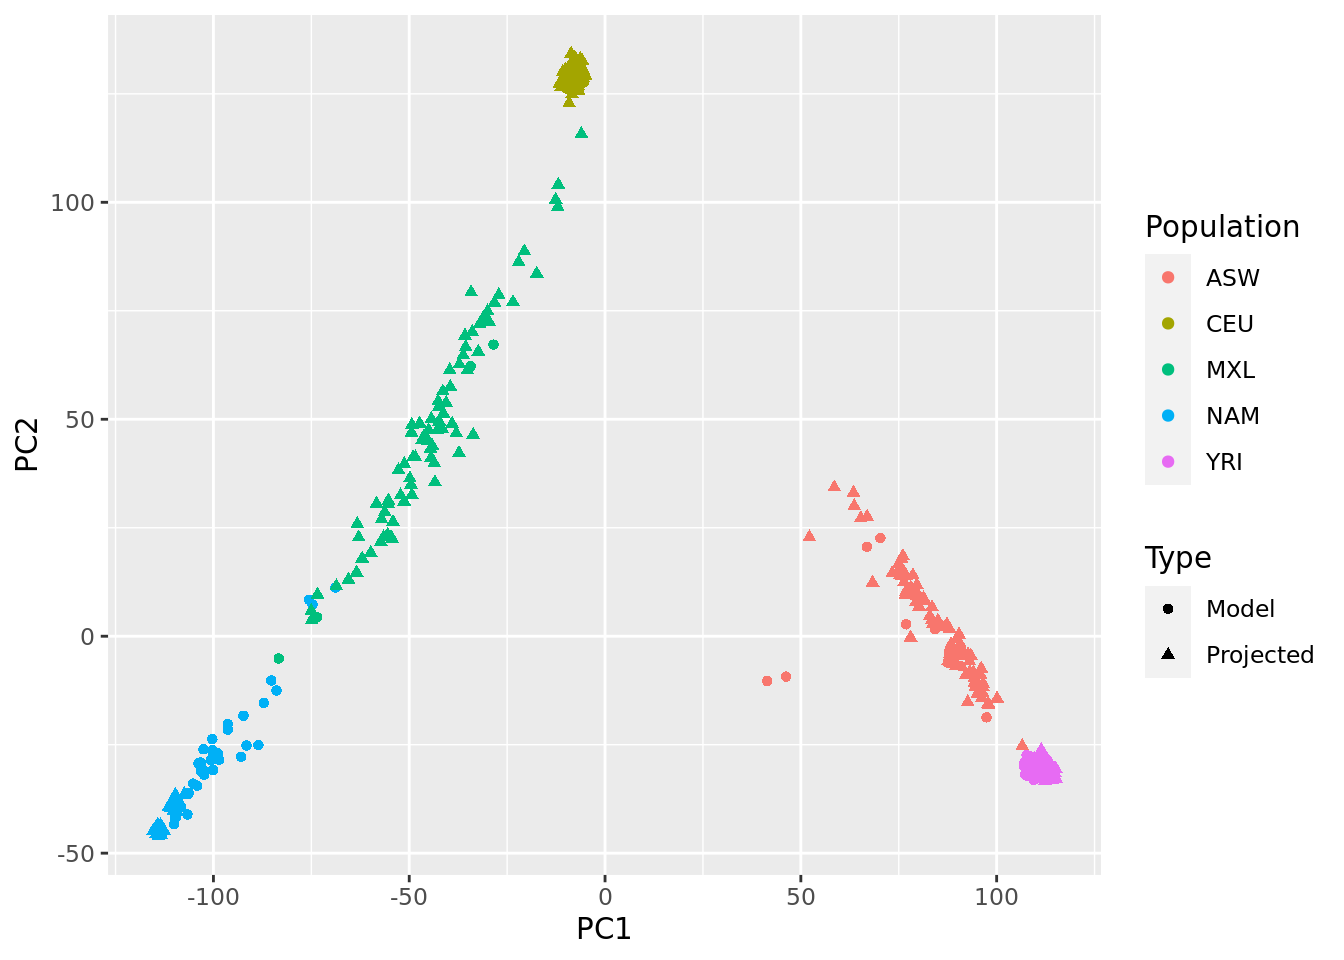 PC2
100
50
0
-50
-100
-50
0
50
100
PC1
Population
ASW
CEU
MXL
NAM
YRI
Type
Model
Projected